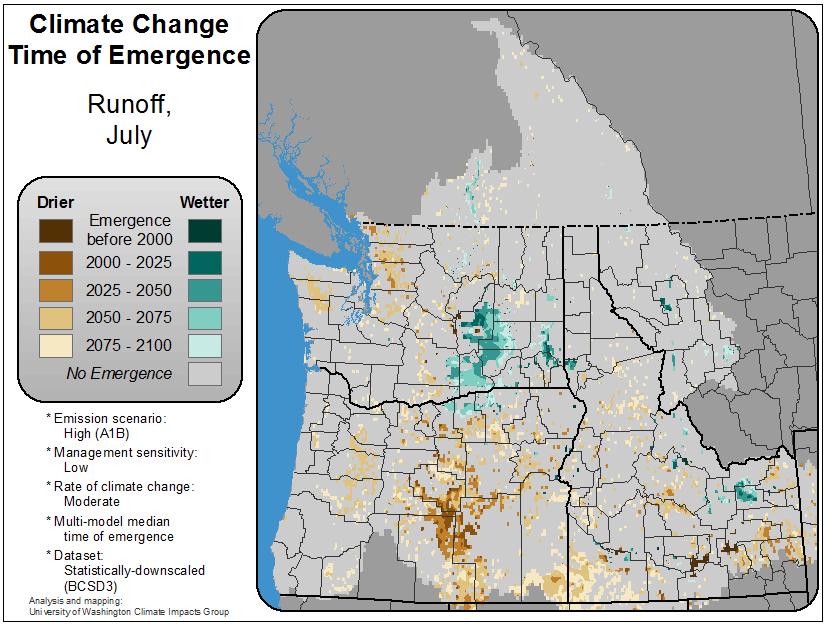 Climate Change
Time of Emergence
Runoff,
July
Drier Wetter
Emergence
before 2000
2000 - 2025
2025 - 2050
2050 - 2075
2075 - 2100
No Emergence
* Emission scenario:
High (A1B)
* Management sensitivity:
Low
* Rate of climate change:
Moderate
* Multi-model median
time of emergence
* Dataset:
Statistically-downscaled
(BCSD3)
Analysis and mapping:
University of Washington Climate Impacts Group